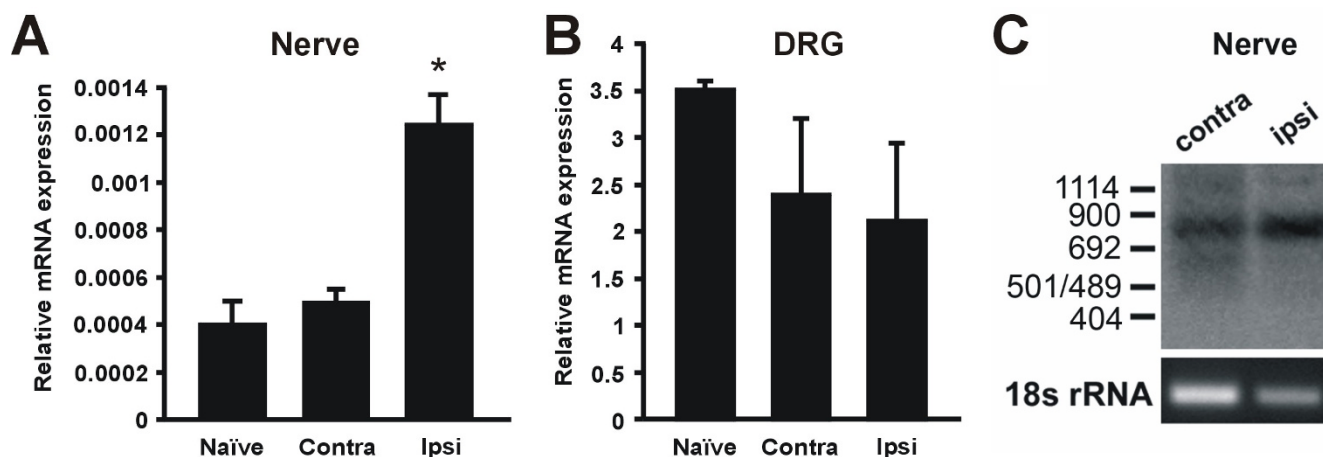 A
Nerve
*
Relative mRNA expression
0.0014
0.0012
0.001
0.0008
0.0006
0.0004
0.0002
0
Naïve Contra Ipsi
B
DRG
Relative mRNA expression
4
3.5
3
2.5
2
1.5
1
0.5
0
Naïve Contra Ipsi
C
Nerve
contra ipsi
1114
900
692
501/489
404
18s rRNA